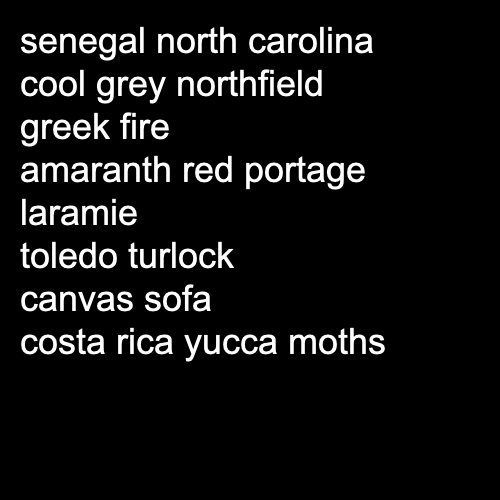 senegal north carolina
cool grey northfield
greek fire
amaranth red portage
laramie
toledo turlock
canvas sofa
costa rica yucca moths